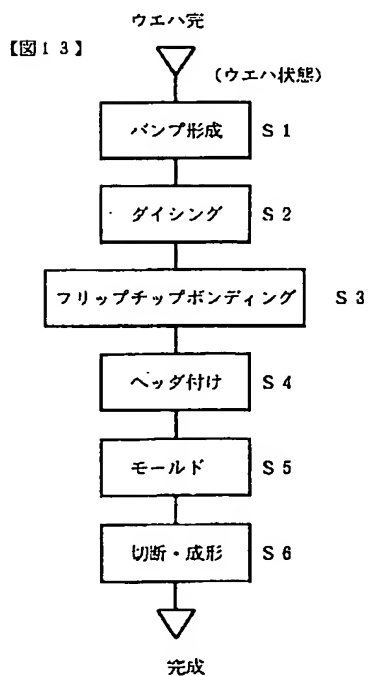 ウエハ完
【図13】
(ウエハ状態)
バンプ形成 S1
ダイシング S2
フリップチップボンディング S3
ヘッダ付け S4
モールド S5
切断・成形 S6
完成